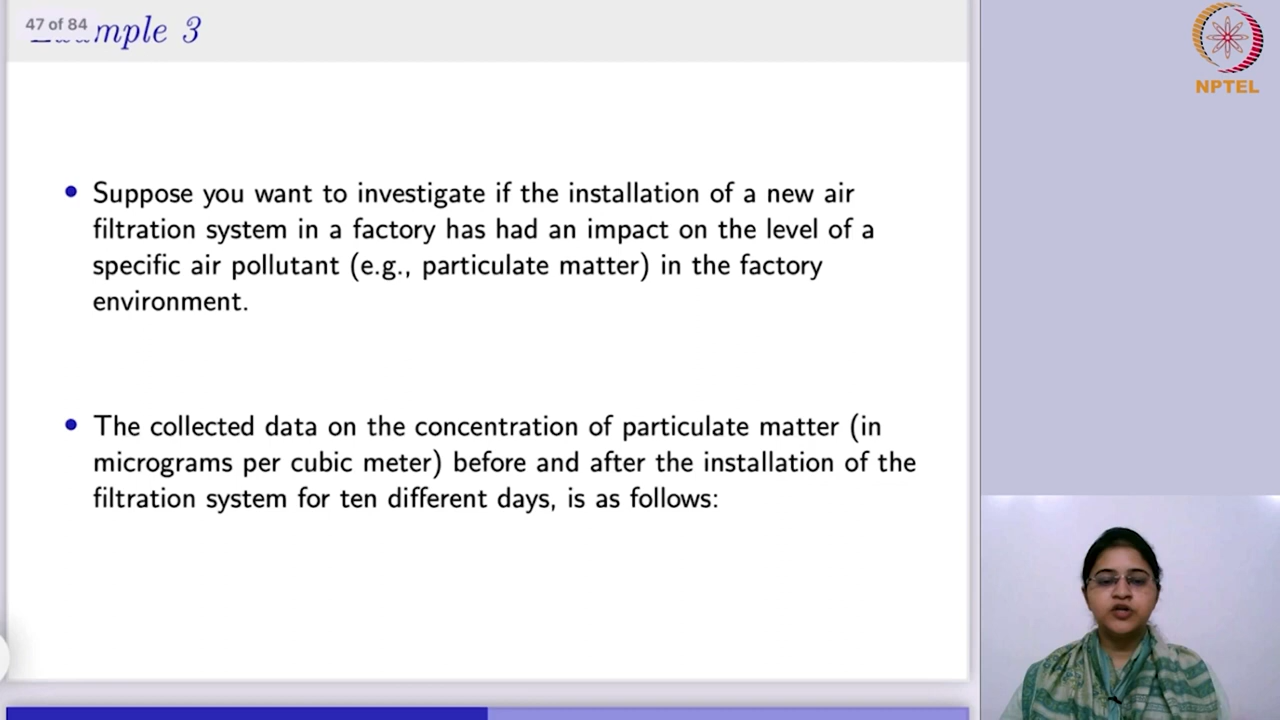 47 of 84
mple 3
NPTEL
Suppose you want to investigate if the installation of a new air
filtration system in a factory has had an impact on the level of a
specific air pollutant (e.g., particulate matter) in the factory
environment.
The collected data on the concentration of particulate matter (in
micrograms per cubic meter) before and after the installation of the
filtration system for ten different days, is as follows: